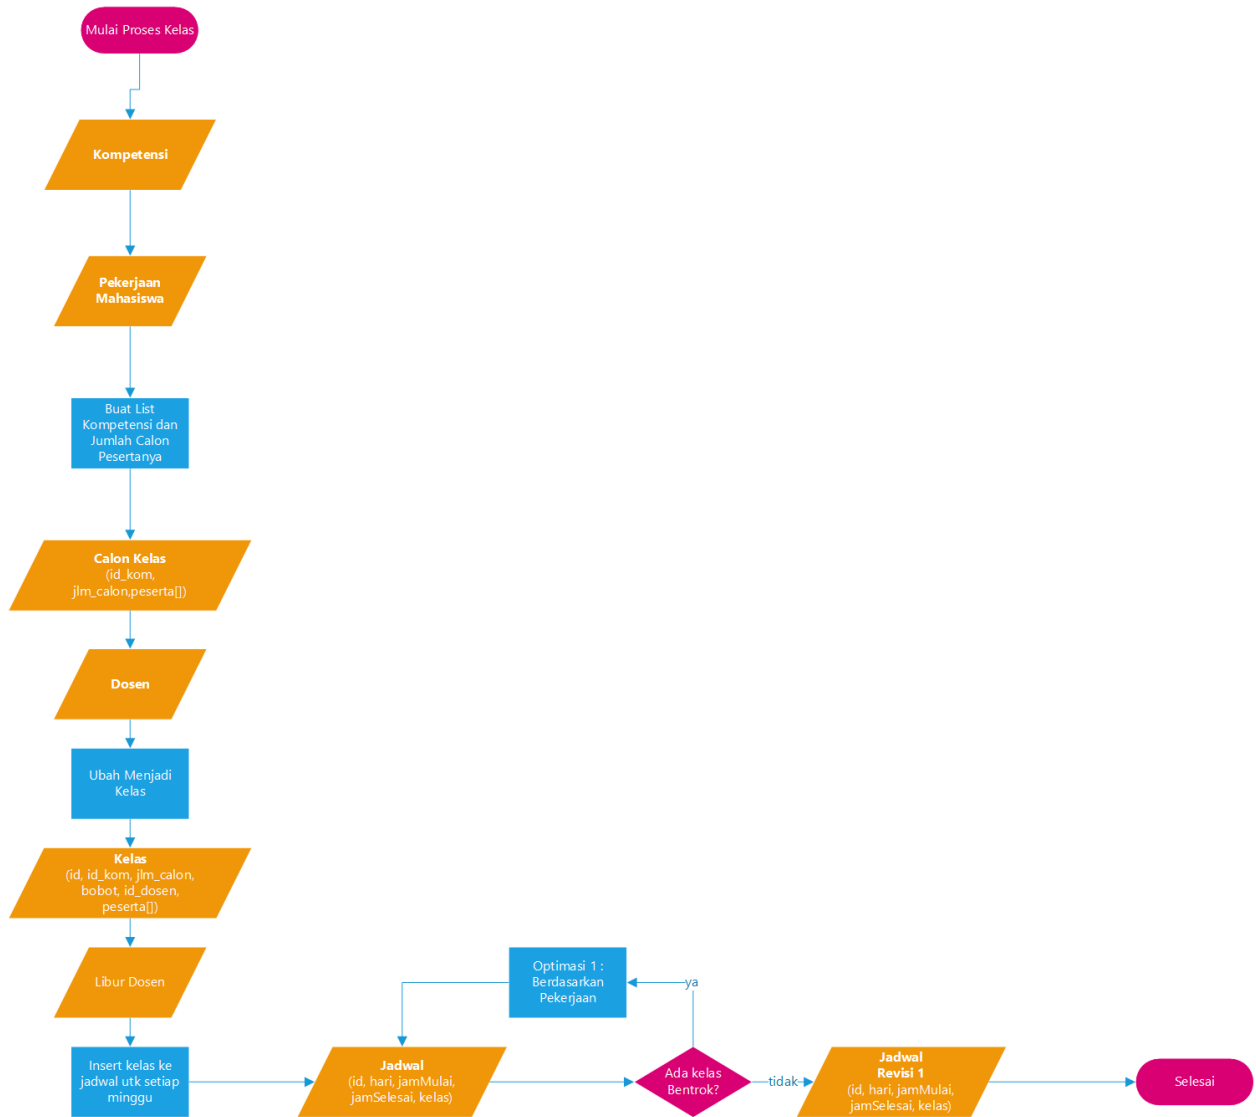 Mulai Proses Kelas
Kompetensi
Pekerjaan
Mahasiswa
Buat List
Kompetensi dan
Jumlah Calon
Pesertanya
Calon Kelas
(id_kom,
jlm_calon,peserta[])
Dosen
Ubah Menjadi
Kelas
Kelas
(id, id_kom, jlm_calon,
bobot, id_dosen,
peserta[])
Libur Dosen
Insert kelas ke
jadwal utk setiap
minggu
Optimasi 1 :
Berdasarkan
Pekerjaan
ya
Jadwal
(id, hari, jamMulai,
jamSelesai, kelas)
Ada kelas
Bentrok?
tidak
Jadwal
Revisi 1
(id, hari, jamMulai,
jamSelesai, kelas)
Selesai